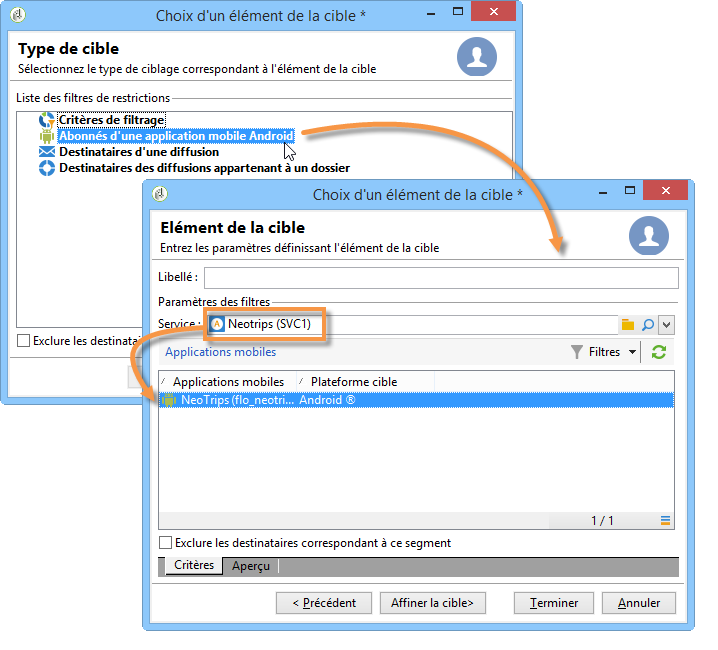 Choix d'un élément de la cible *
Type de cible
Sélectionnez le type de ciblage correspondant à l'élément de la cible
Liste des filtres de restrictions
Critères de filtrage
Abonnés d'une application mobile Android
Destinataires d'une diffusion
Destinataires des diffusions appartenant à un dossier
Exclure les destinatai
Choix d'un élément de la cible *
Elément de la cible
Entrez les paramètres définissant l'élément de la cible
Libellé :
Paramètres des filtres
Service : Neotrips (SVC1)
Applications mobiles Filtres
Applications mobiles Plateforme cible
NeoTrips (flo_neotri... Android ®
1 / 1
Exclure les destinataires correspondant à ce segment
Critères Aperçu
< Précédent Affiner la cible> Terminer Annuler